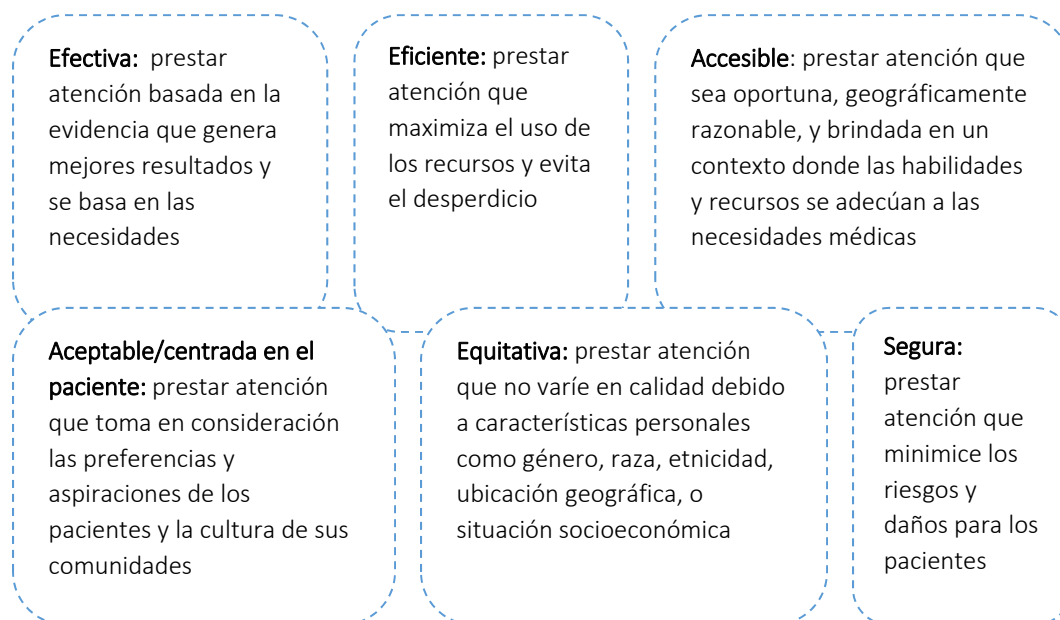 Efectiva: prestar
atención basada en la
evidencia que genera
mejores resultados y
se basa en las
necesidades
Eficiente: prestar
atención que
maximiza el uso de
los recursos y evita
el desperdicio
Accesible: prestar atención que
sea oportuna, geográficamente
razonable, y brindada en un
contexto donde las habilidades
y recursos se adecúan a las
necesidades médicas
Aceptable/centrada en el
paciente: prestar atención
que toma en consideración
las preferencias y
aspiraciones de los
pacientes y la cultura de sus
comunidades
Equitativa: prestar atención
que no varíe en calidad debido
a características personales
como género, raza, etnicidad,
ubicación geográfica, o
situación socioeconómica
Segura:
prestar
atención que
minimice los
riesgos y
daños para los
pacientes